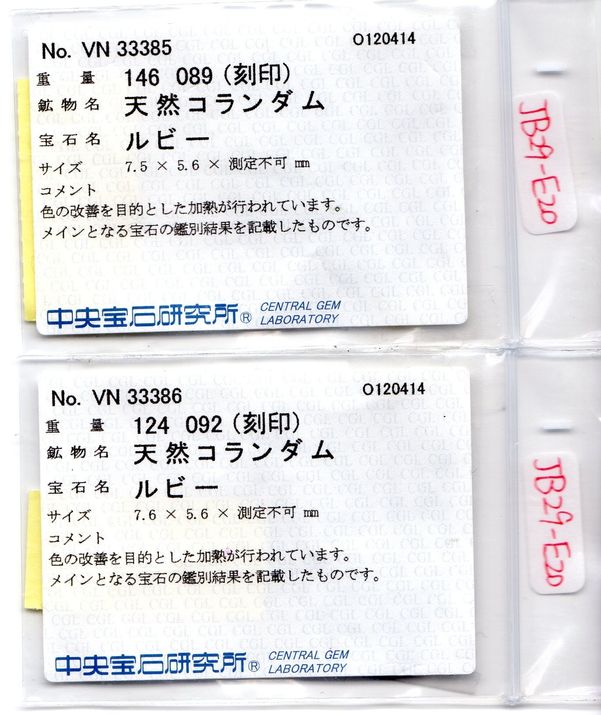 No. VN 33385 O120414
重量 146 089 (刻印)
鉱物名 天然コランダム
宝石名 ルビー
サイズ 7.5 × 5.6 × 測定不可 mm
コメント
色の改善を目的とした加熱が行われています。
メインとなる宝石の鑑別結果を記載したものです。
中央宝石研究所® CENTRAL GEM
LABORATORY
JB29-E20
No. VN 33386 O120414
重量 124 092 (刻印)
鉱物名 天然コランダム
宝石名 ルビー
サイズ 7.6 × 5.6 × 測定不可 mm
コメント
色の改善を目的とした加熱が行われています。
メインとなる宝石の鑑別結果を記載したものです。
中央宝石研究所® CENTRAL GEM
LABORATORY
JB29-E20